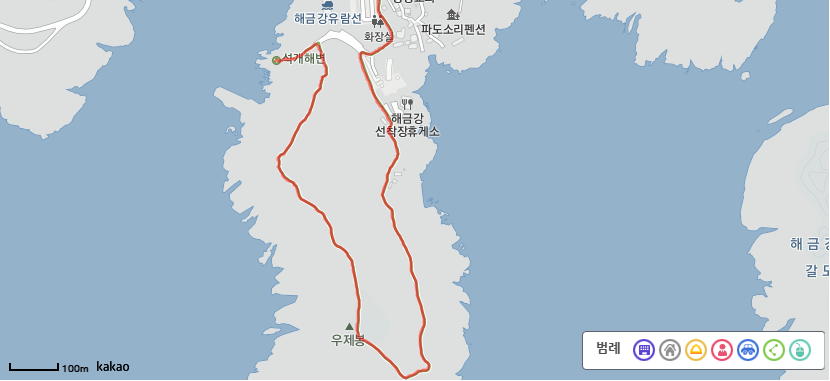 해금강유람선
화장실
파도소리펜션
석개해변
해금강
선착장휴게소
해 금 강
갈 도
우제봉
범례
100m
kakao